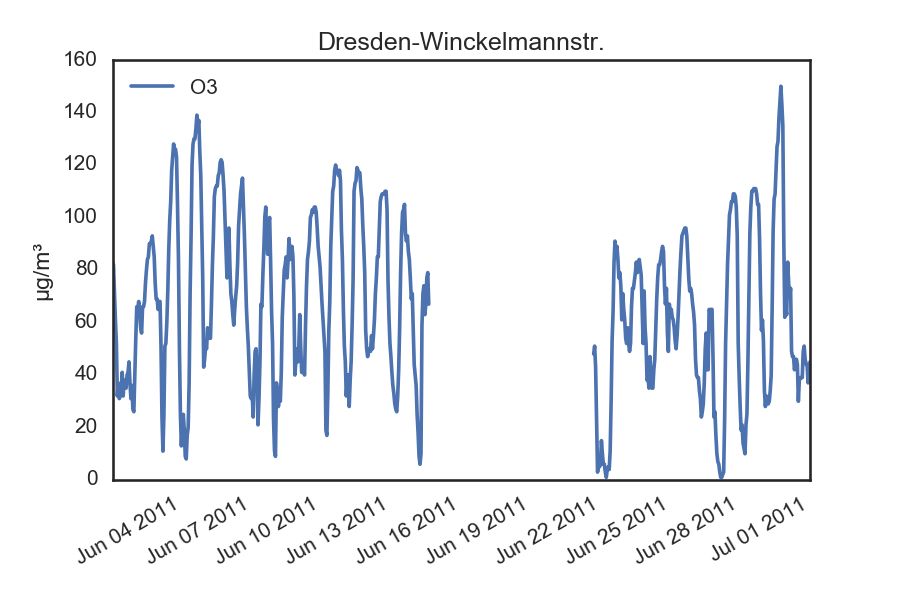 Dresden-Winckelmannstr.
160
140
120
100
80
60
40
20
0
µg/m³
O3
Jun 04 2011
Jun 07 2011
Jun 10 2011
Jun 13 2011
Jun 16 2011
Jun 19 2011
Jun 22 2011
Jun 25 2011
Jun 28 2011
Jul 01 2011